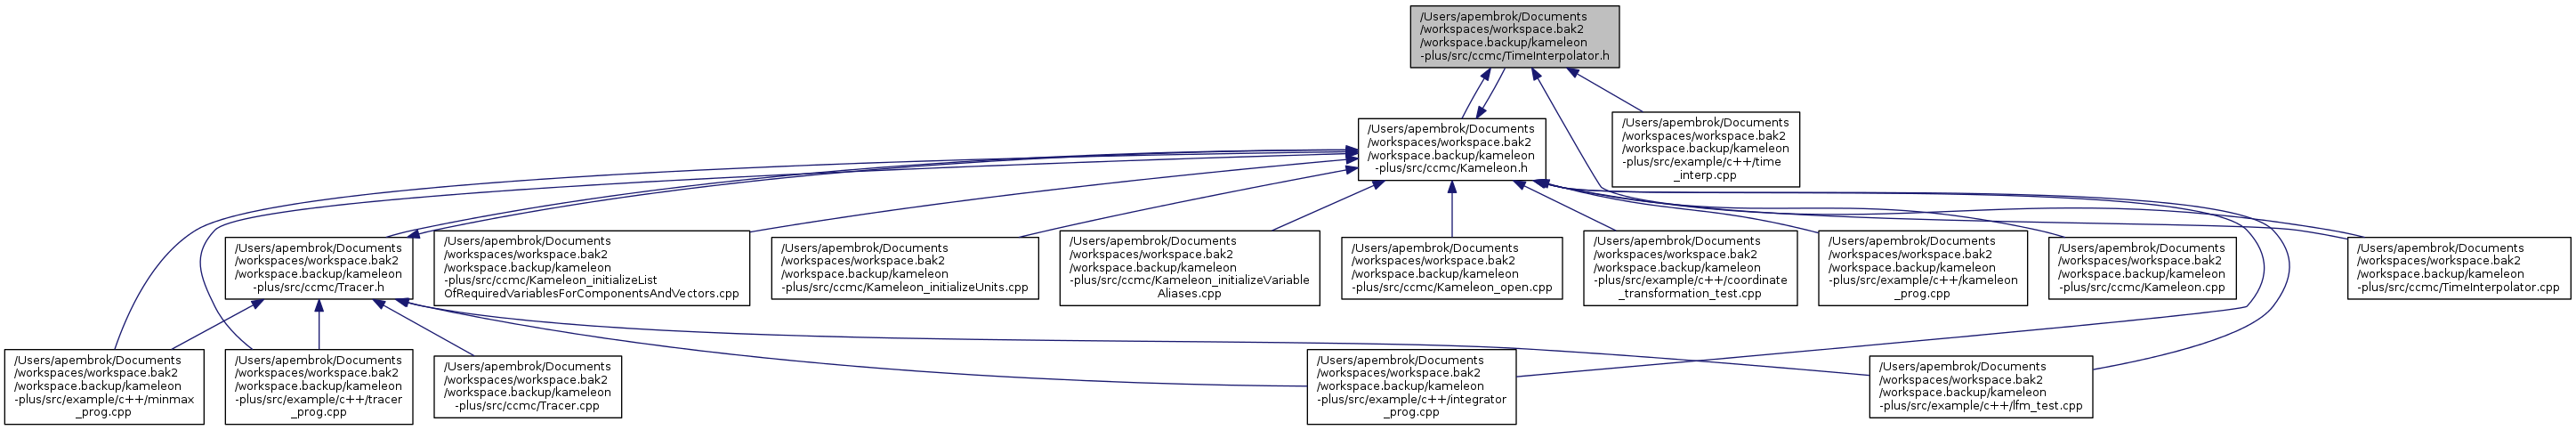 /Users/apembrok/Documents
/workspaces/workspace.bak2
/workspace.backup/kameleon
-plus/src/ccmc/TimeInterpolator.h
/Users/apembrok/Documents
/workspaces/workspace.bak2
/workspace.backup/kameleon
-plus/src/ccmc/Kameleon.h
/Users/apembrok/Documents
/workspaces/workspace.bak2
/workspace.backup/kameleon
-plus/src/example/c++/time
_interp.cpp
/Users/apembrok/Documents
/workspaces/workspace.bak2
/workspace.backup/kameleon
-plus/src/ccmc/Tracer.h
/Users/apembrok/Documents
/workspaces/workspace.bak2
/workspace.backup/kameleon
-plus/src/ccmc/Kameleon_initializeList
OfRequiredVariablesForComponentsAndVectors.cpp
/Users/apembrok/Documents
/workspaces/workspace.bak2
/workspace.backup/kameleon
-plus/src/ccmc/Kameleon_initializeUnits.cpp
/Users/apembrok/Documents
/workspaces/workspace.bak2
/workspace.backup/kameleon
-plus/src/ccmc/Kameleon_initializeVariable
Aliases.cpp
/Users/apembrok/Documents
/workspaces/workspace.bak2
/workspace.backup/kameleon
-plus/src/ccmc/Kameleon_open.cpp
/Users/apembrok/Documents
/workspaces/workspace.bak2
/workspace.backup/kameleon
-plus/src/example/c++/coordinate
_transformation_test.cpp
/Users/apembrok/Documents
/workspaces/workspace.bak2
/workspace.backup/kameleon
-plus/src/example/c++/kameleon
_prog.cpp
/Users/apembrok/Documents
/workspaces/workspace.bak2
/workspace.backup/kameleon
-plus/src/ccmc/Kameleon.cpp
/Users/apembrok/Documents
/workspaces/workspace.bak2
/workspace.backup/kameleon
-plus/src/ccmc/TimeInterpolator.cpp
/Users/apembrok/Documents
/workspaces/workspace.bak2
/workspace.backup/kameleon
-plus/src/example/c++/minmax
_prog.cpp
/Users/apembrok/Documents
/workspaces/workspace.bak2
/workspace.backup/kameleon
-plus/src/example/c++/tracer
_prog.cpp
/Users/apembrok/Documents
/workspaces/workspace.bak2
/workspace.backup/kameleon
-plus/src/ccmc/Tracer.cpp
/Users/apembrok/Documents
/workspaces/workspace.bak2
/workspace.backup/kameleon
-plus/src/example/c++/integrator
_prog.cpp
/Users/apembrok/Documents
/workspaces/workspace.bak2
/workspace.backup/kameleon
-plus/src/example/c++/lfm_test.cpp